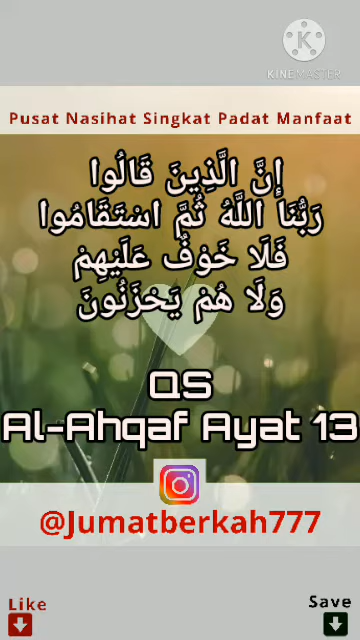 KINEMASTER
Pusat Nasihat Singkat Padat Manfaat
إِنَّ الَّذِينَ قَالُوا
رَبُّنَا اللَّهُ ثُمَّ اسْتَقَامُوا
فَلَا خَوْفٌ عَلَيْهِمْ
وَلَا هُمْ يَحْزَنُونَ
QS
Al-Ahqaf Ayat 13
@Jumatberkah777
Like
Save